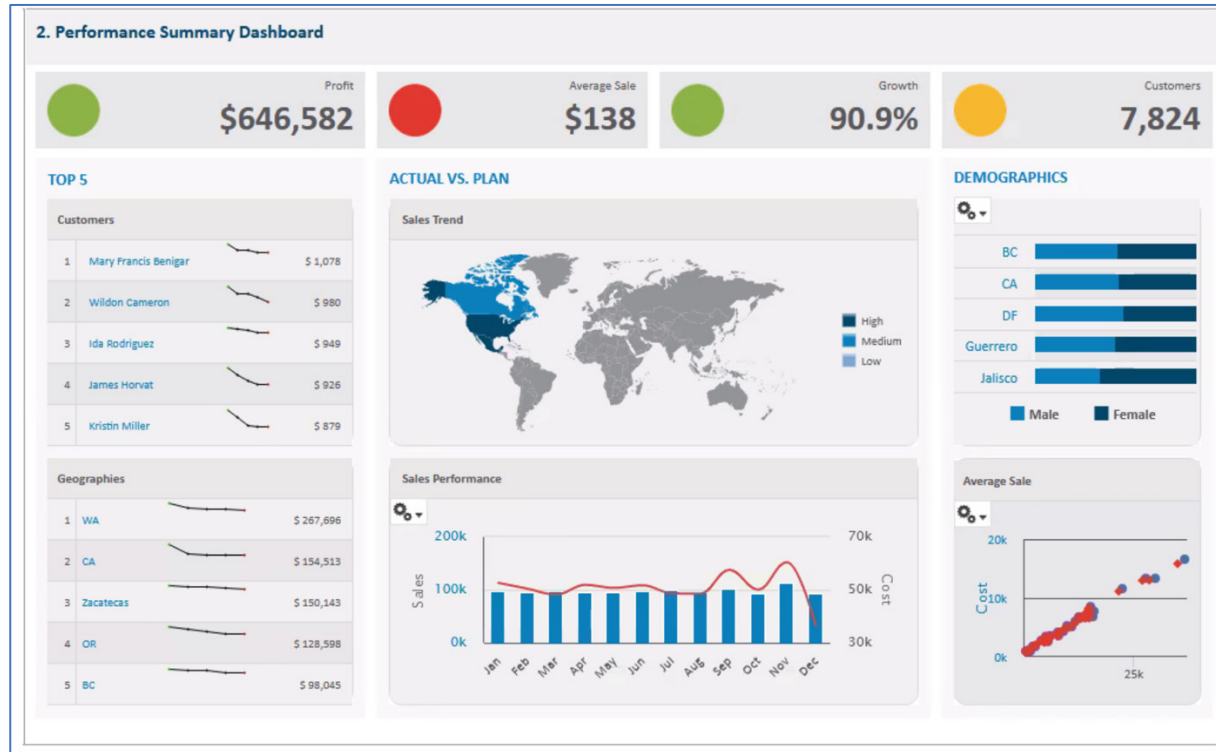 2. Performance Summary Dashboard
Profit
$646,582
Average Sale
$138
Growth
90.9%
Customers
7,824
TOP 5
Customers
1 Mary Francis Benigar $ 1,078
2 Wildon Cameron $ 980
3 Ida Rodriguez $ 949
4 James Horvat $ 926
5 Kristin Miller $ 879
Geographies
1 WA $ 267,696
2 CA $ 154,513
3 Zacatecas $ 150,143
4 OR $ 128,598
5 BC $ 98,045
ACTUAL VS. PLAN
Sales Trend
High
Medium
Low
Sales Performance
200k 70k
100k 50k
0k 30k
Sales
Cost
Jan Feb Mar Apr May Jun Jul Aug Sep Oct Nov Dec
DEMOGRAPHICS
BC
CA
DF
Guerrero
Jalisco
Male Female
Average Sale
20k
10k
0k
Cost
25k